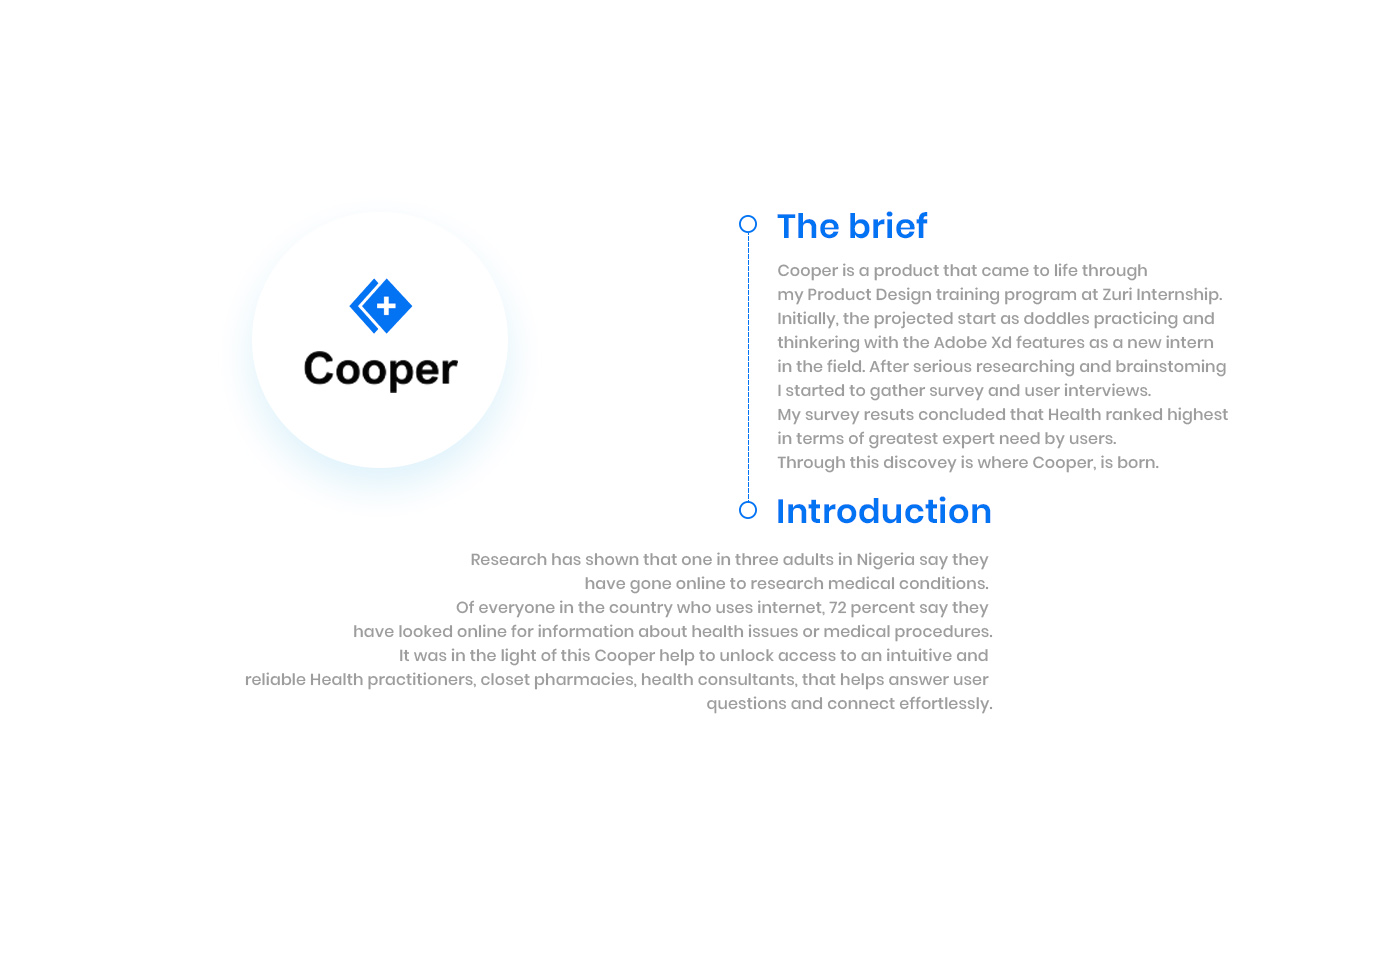 Cooper
The brief
Cooper is a product that came to life through
my Product Design training program at Zuri Internship.
Initially, the projected start as doddles practicing and
thinkering with the Adobe Xd features as a new intern
in the field. After serious researching and brainstoming
I started to gather survey and user interviews.
My survey resuts concluded that Health ranked highest
in terms of greatest expert need by users.
Through this discovey is where Cooper, is born.
Introduction
Research has shown that one in three adults in Nigeria say they
have gone online to research medical conditions.
Of everyone in the country who uses internet, 72 percent say they
have looked online for information about health issues or medical procedures.
It was in the light of this Cooper help to unlock access to an intuitive and
reliable Health practitioners, closet pharmacies, health consultants, that helps answer user
questions and connect effortlessly.